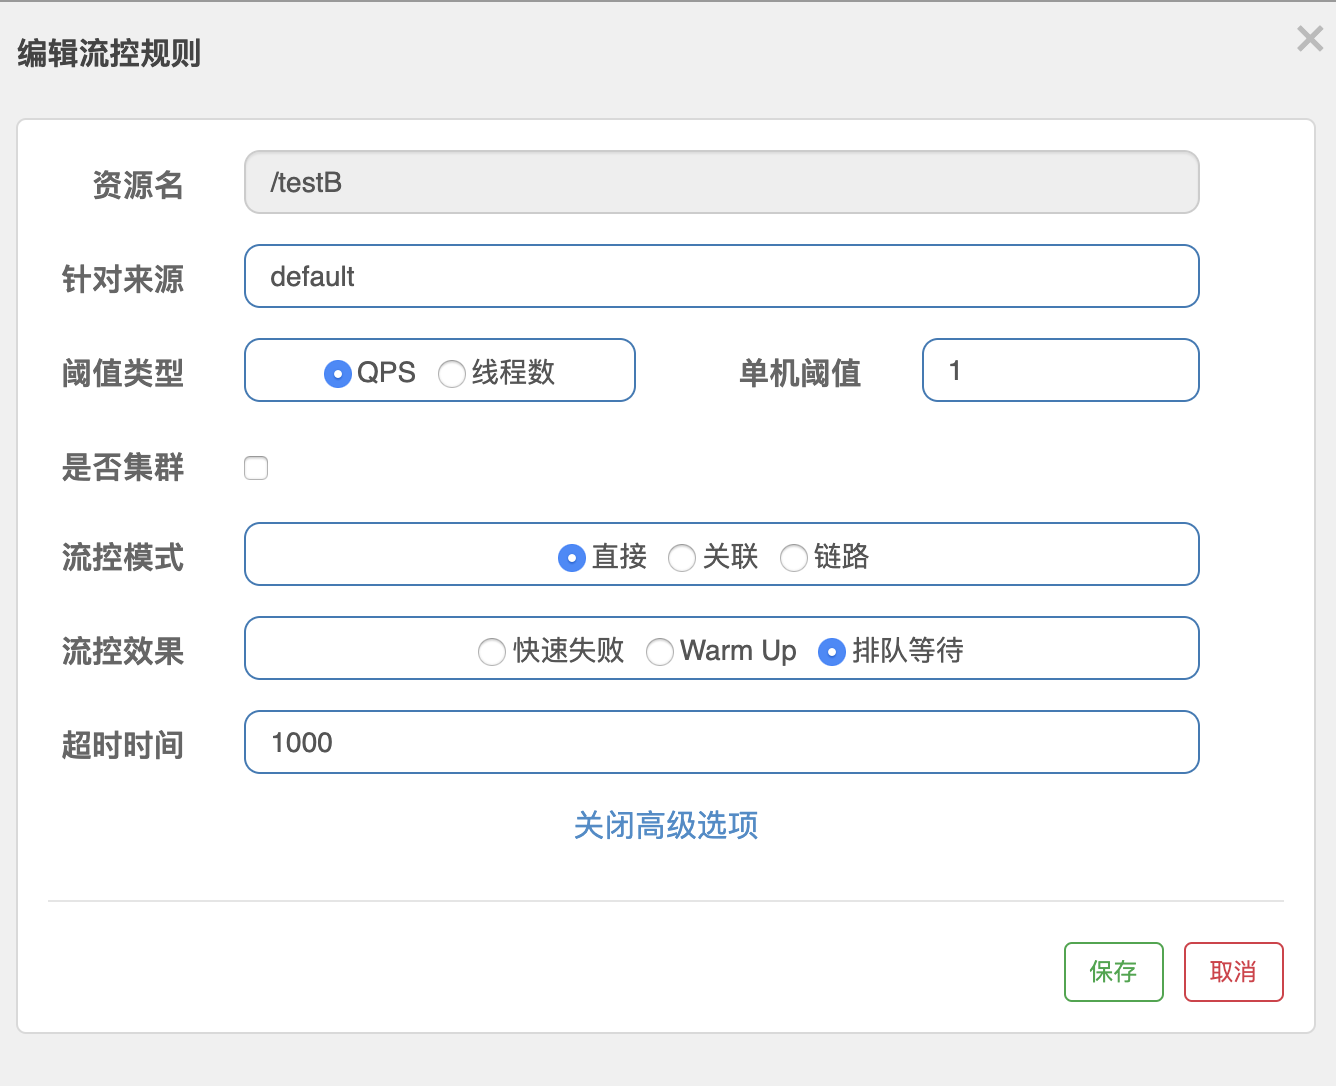 编辑流控规则
资源名 /testB
针对来源 default
阈值类型 QPS 线程数 单机阈值 1
是否集群
流控模式 直接 关联 链路
流控效果 快速失败 Warm Up 排队等待
超时时间 1000
关闭高级选项
保存 取消